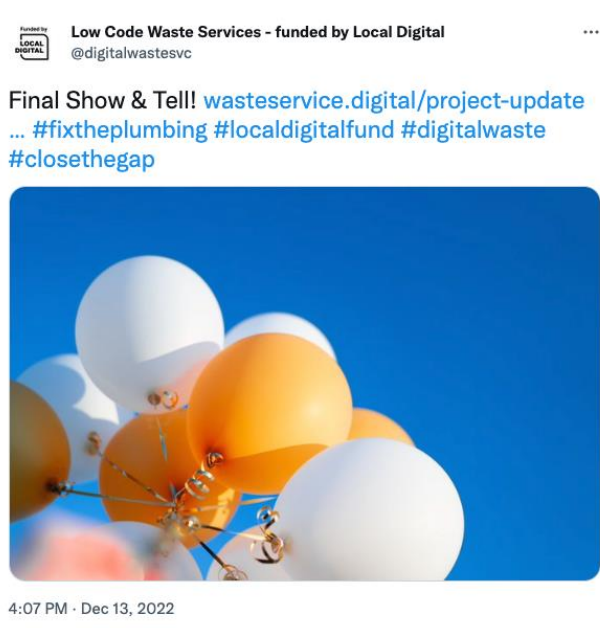 Funded by
LOCAL
DIGITAL
Low Code Waste Services - funded by Local Digital
@digitalwastesvc
Final Show & Tell! wasteservice.digital/project-update
... #fixtheplumbing #localdigitalfund #digitalwaste
#closethegap
4:07 PM · Dec 13, 2022